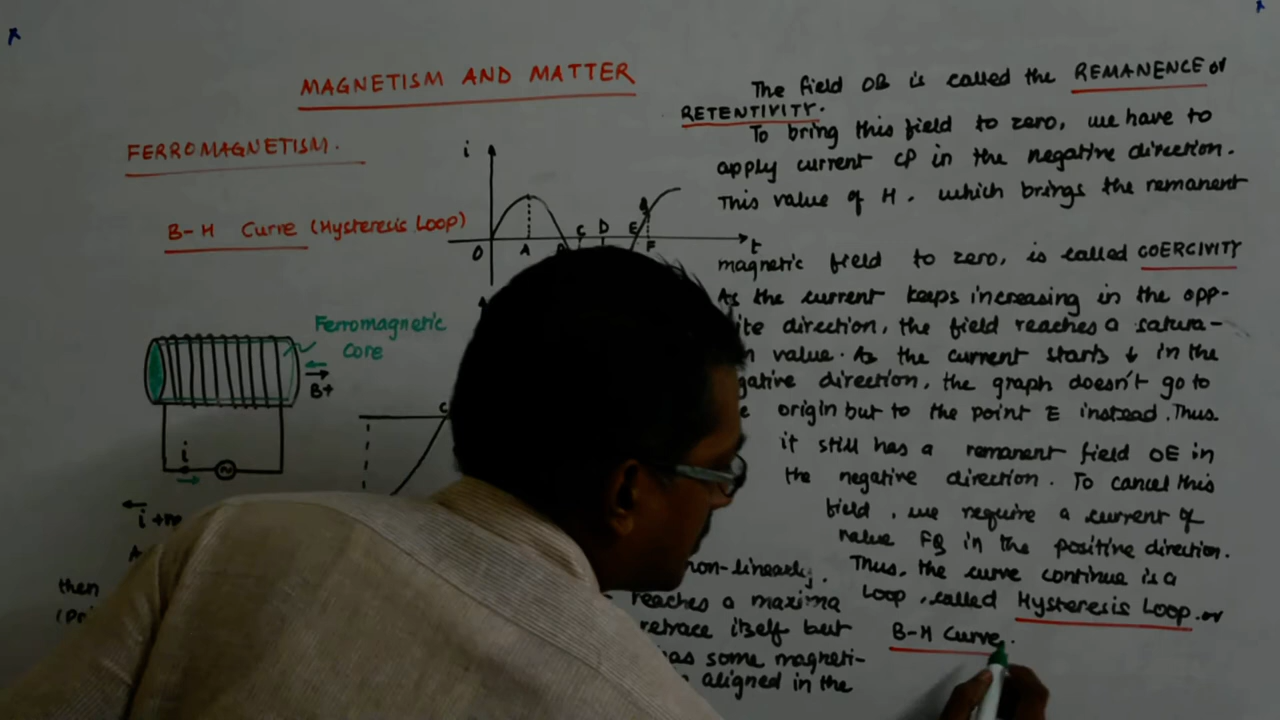 MAGNETISM AND MATTER
FERROMAGNETISM.
B-H Curve (Hysteresis Loop)
i
O A C D E F t
Ferromagnetic
core
B+
i
C
i +
then
The field OB is called the REMANENCE or
RETENTIVITY.
To bring this field to zero, we have to
apply current CP in the negative direction.
This value of H, which brings the remanent
magnetic field to zero, is called COERCIVITY
As the current keeps increasing in the opp-
ite direction, the field reaches a satura-
n value. As the current starts ↓ in the
gative direction, the graph doesn't go to
e origin but to the point E instead. Thus
it still has a remanent field OE in
the negative direction. To cancel this
field, we require a current of
value FQ in the positive direction.
Thus, the curve continue is a
Loop, called Hysteresis Loop or
B-H Curve.
non-linearly.
reaches a maxima
retrace itself but
as some magneti-
aligned in the